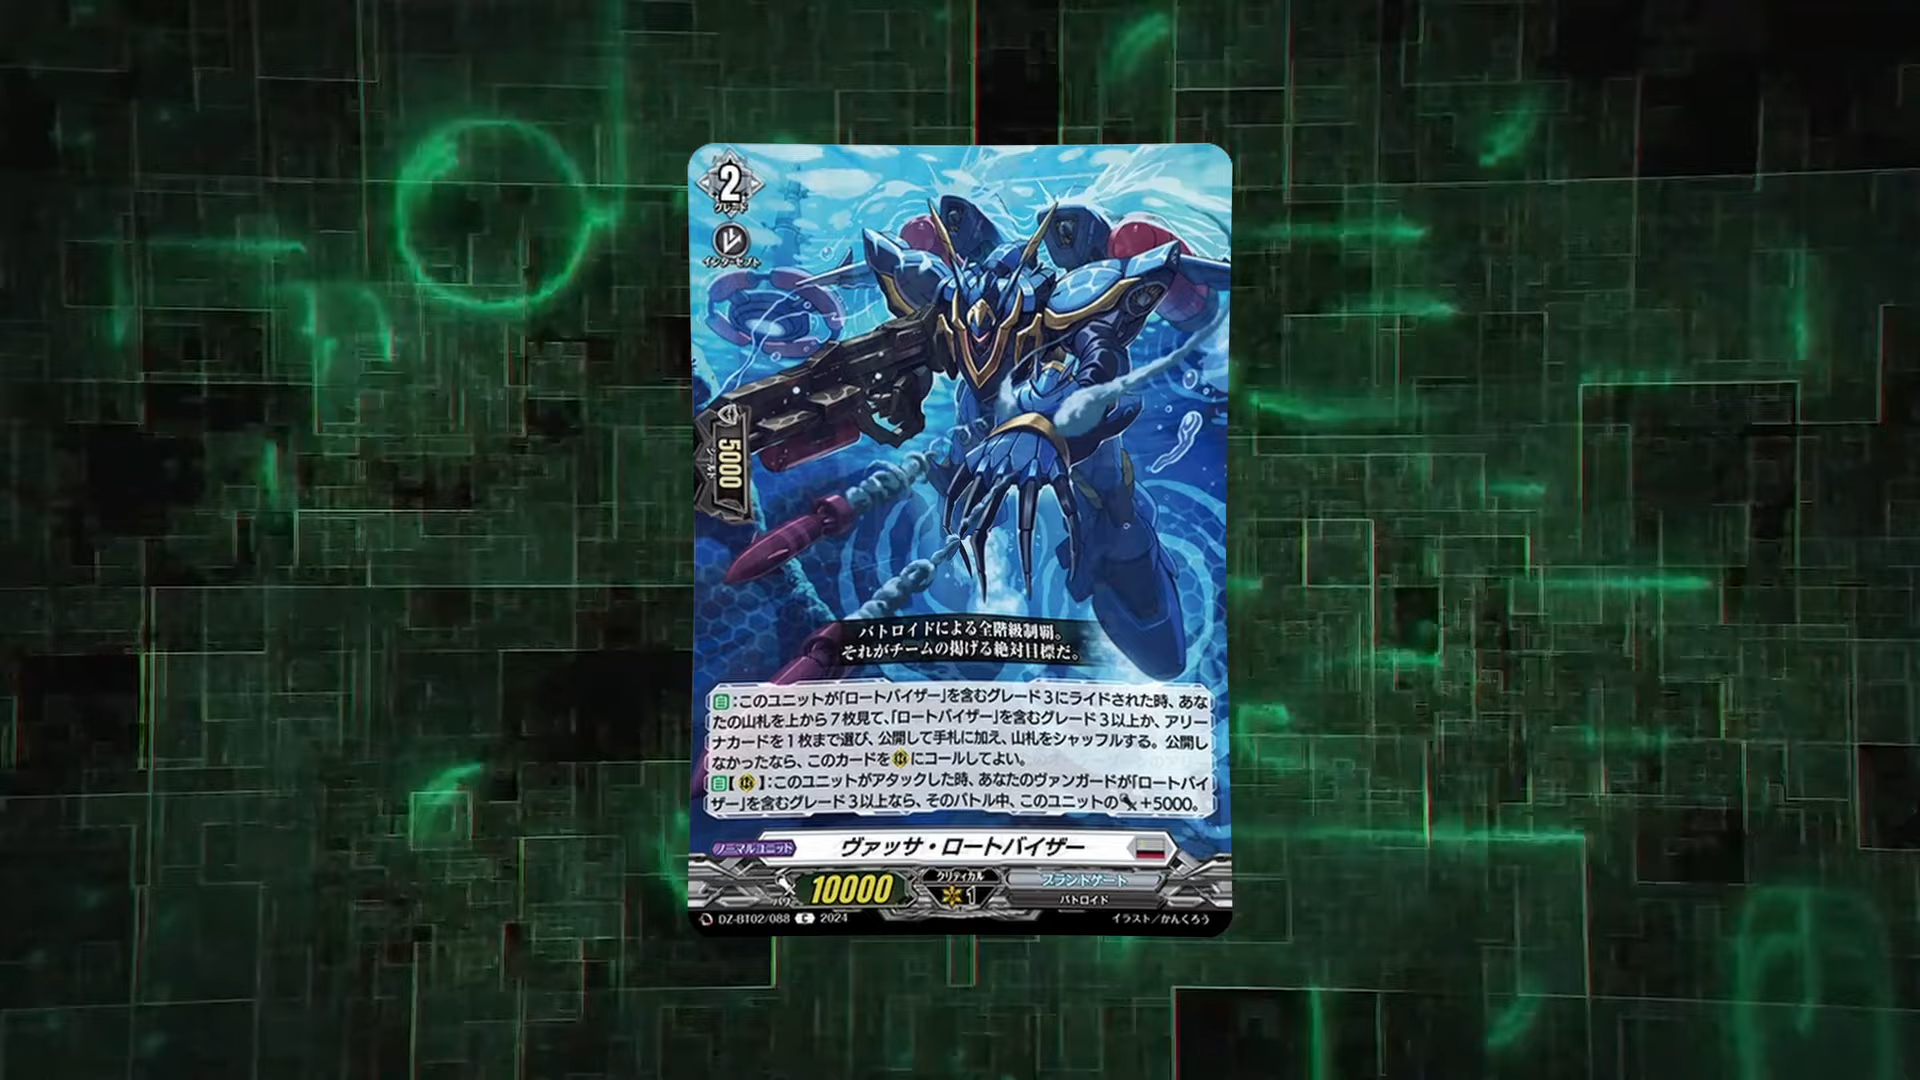 2
グレード
インターセプト
5000
シールド
バトロイドによる全階級制覇。
それがチームの掲げる絶対目標だ。
:このユニットが「ロートバイザー」を含むグレード3にライドされた時、あな
たの山札を上から7枚見て、「ロートバイザー」を含むグレード3以上か、アリー
ナカードを1枚まで選び、公開して手札に加え、山札をシャッフルする。公開し
なかったなら、このカードをⓇにコールしてよい。
【Ⓡ】:このユニットがアタックした時、あなたのヴァンガードが「ロートバイ
ザー」を含むグレード3以上なら、そのバトル中、このユニットの+5000。
ノーマルユニット
ヴァッサ・ロートバイザー
パワー 10000
クリティカル
1
ブラントゲート
バトロイド
DZ-BT02/088 C 2024
イラスト/かんくろう